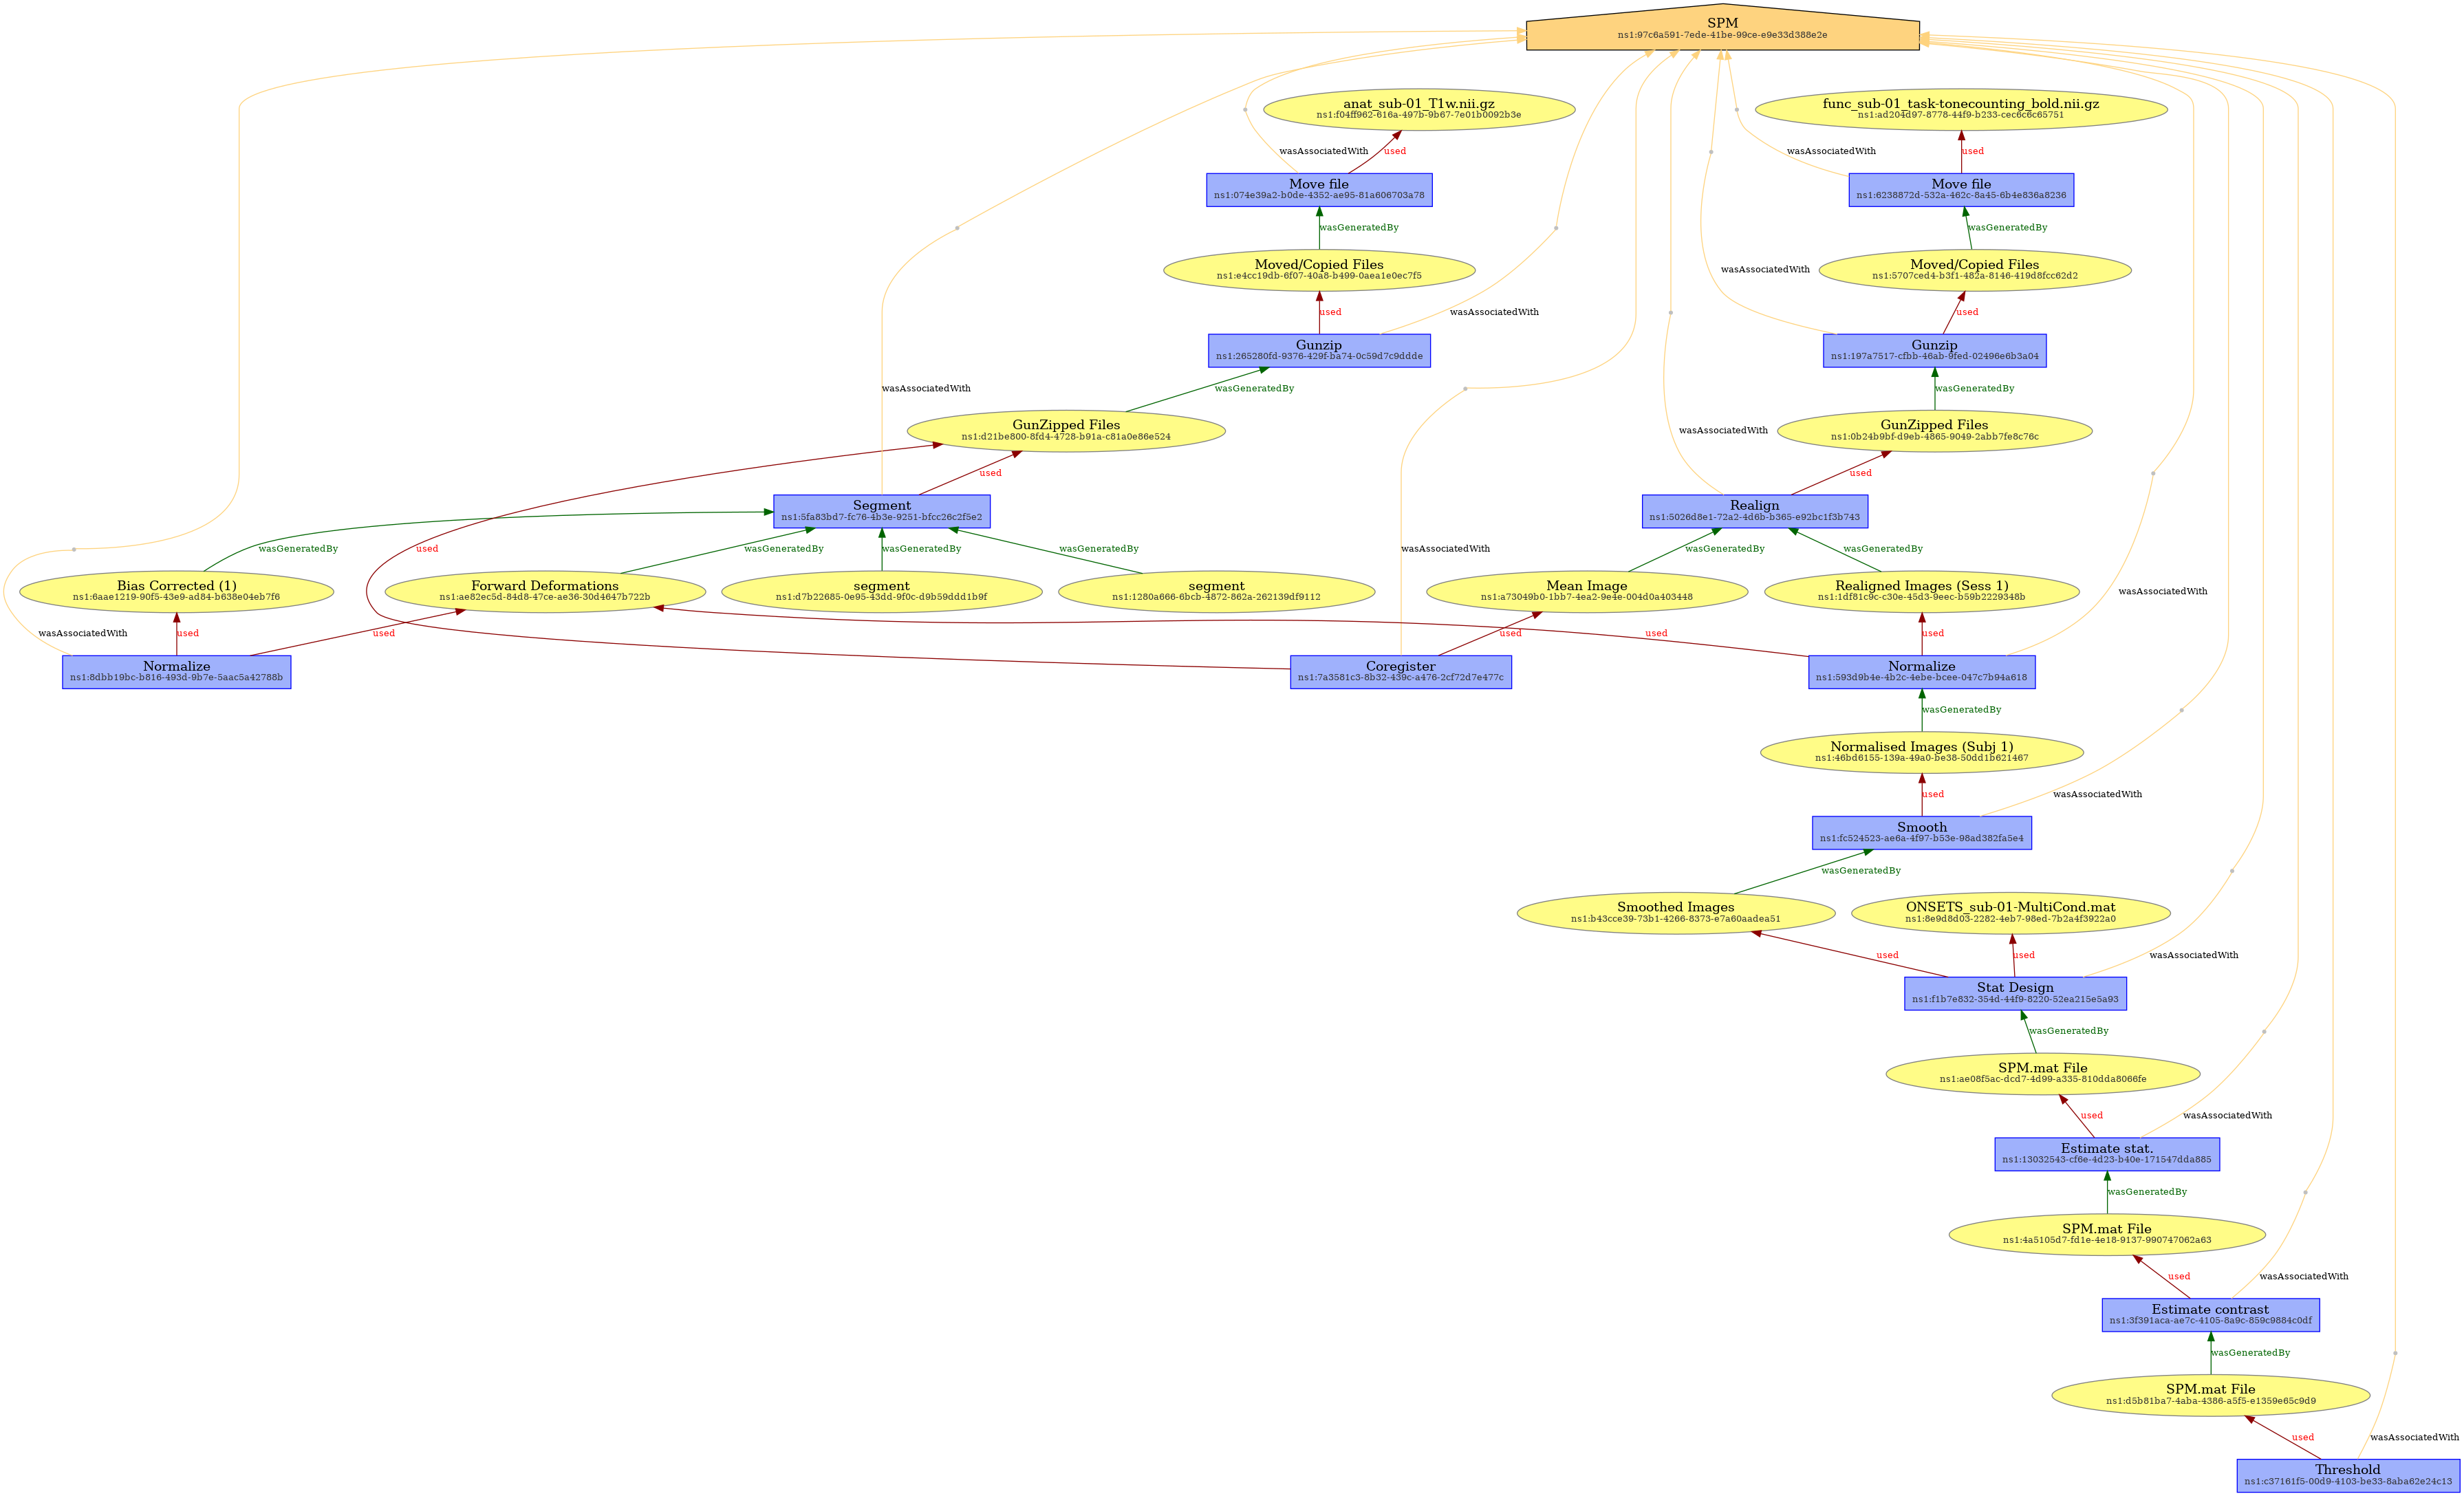 SPM
ns1:97c6a591-7ede-41be-99ce-e9e33d388e2e
anat_sub-01_T1w.nii.gz
ns1:f04ff962-616a-497b-9b67-7e01b0092b3e
func_sub-01_task-tonecounting_bold.nii.gz
ns1:ad204d97-8778-44f9-b233-cec6c6c65751
wasAssociatedWith
used
wasAssociatedWith
used
Move file
ns1:074e39a2-b0de-4352-ae95-81a606703a78
Move file
ns1:6238872d-532a-462c-8a45-6b4e836a8236
wasGeneratedBy
wasGeneratedBy
Moved/Copied Files
ns1:e4cc19db-6f07-40a8-b499-0aea1e0ec7f5
Moved/Copied Files
ns1:5707ced4-b3f1-482a-8146-419d8fcc62d2
wasAssociatedWith
used
wasAssociatedWith
used
Gunzip
ns1:265280fd-9376-429f-ba74-0c59d7c9ddde
Gunzip
ns1:197a7517-cfbb-46ab-9fed-02496e6b3a04
wasAssociatedWith
wasGeneratedBy
wasGeneratedBy
GunZipped Files
ns1:d21be800-8fd4-4728-b91a-c81a0e86e524
GunZipped Files
ns1:0b24b9bf-d9eb-4865-9049-2abb7fe8c76c
wasAssociatedWith
used
used
Segment
ns1:5fa83bd7-fc76-4b3e-9251-bfcc26c2f5e2
Realign
ns1:5026d8e1-72a2-4d6b-b365-e92bc1f3b743
wasGeneratedBy
used
wasGeneratedBy
wasGeneratedBy
wasGeneratedBy
wasAssociatedWith
wasGeneratedBy
wasGeneratedBy
Bias Corrected (1)
ns1:6aae1219-90f5-43e9-ad84-b638e04eb7f6
Forward Deformations
ns1:ae82ec5d-84d8-47ce-ae36-30d4647b722b
segment
ns1:d7b22685-0e95-43dd-9f0c-d9b59ddd1b9f
segment
ns1:1280a666-6bcb-4872-862a-262139df9112
Mean Image
ns1:a73049b0-1bb7-4ea2-9e4e-004d0a403448
Realigned Images (Sess 1)
ns1:1df81c9c-c30e-45d3-9eec-b59b2229348b
wasAssociatedWith
used
used
used
used
used
wasAssociatedWith
Normalize
ns1:8dbb19bc-b816-493d-9b7e-5aac5a42788b
Coregister
ns1:7a3581c3-8b32-439c-a476-2cf72d7e477c
Normalize
ns1:593d9b4e-4b2c-4ebe-bcee-047c7b94a618
wasGeneratedBy
Normalised Images (Subj 1)
ns1:46bd6155-139a-49a0-be38-50dd1b621467
used
wasAssociatedWith
Smooth
ns1:fc524523-ae6a-4f97-b53e-98ad382fa5e4
wasGeneratedBy
Smoothed Images
ns1:b43cce39-73b1-4266-8373-e7a60aadea51
ONSETS_sub-01-MultiCond.mat
ns1:8e9d8d03-2282-4eb7-98ed-7b2a4f3922a0
used
used
wasAssociatedWith
Stat Design
ns1:f1b7e832-354d-44f9-8220-52ea215e5a93
wasGeneratedBy
SPM.mat File
ns1:ae08f5ac-dcd7-4d99-a335-810dda8066fe
used
wasAssociatedWith
Estimate stat.
ns1:13032543-cf6e-4d23-b40e-171547dda885
wasGeneratedBy
SPM.mat File
ns1:4a5105d7-fd1e-4e18-9137-990747062a63
used
wasAssociatedWith
Estimate contrast
ns1:3f391aca-ae7c-4105-8a9c-859c9884c0df
wasGeneratedBy
SPM.mat File
ns1:d5b81ba7-4aba-4386-a5f5-e1359e65c9d9
used
wasAssociatedWith
Threshold
ns1:c37161f5-00d9-4103-be33-8aba62e24c13